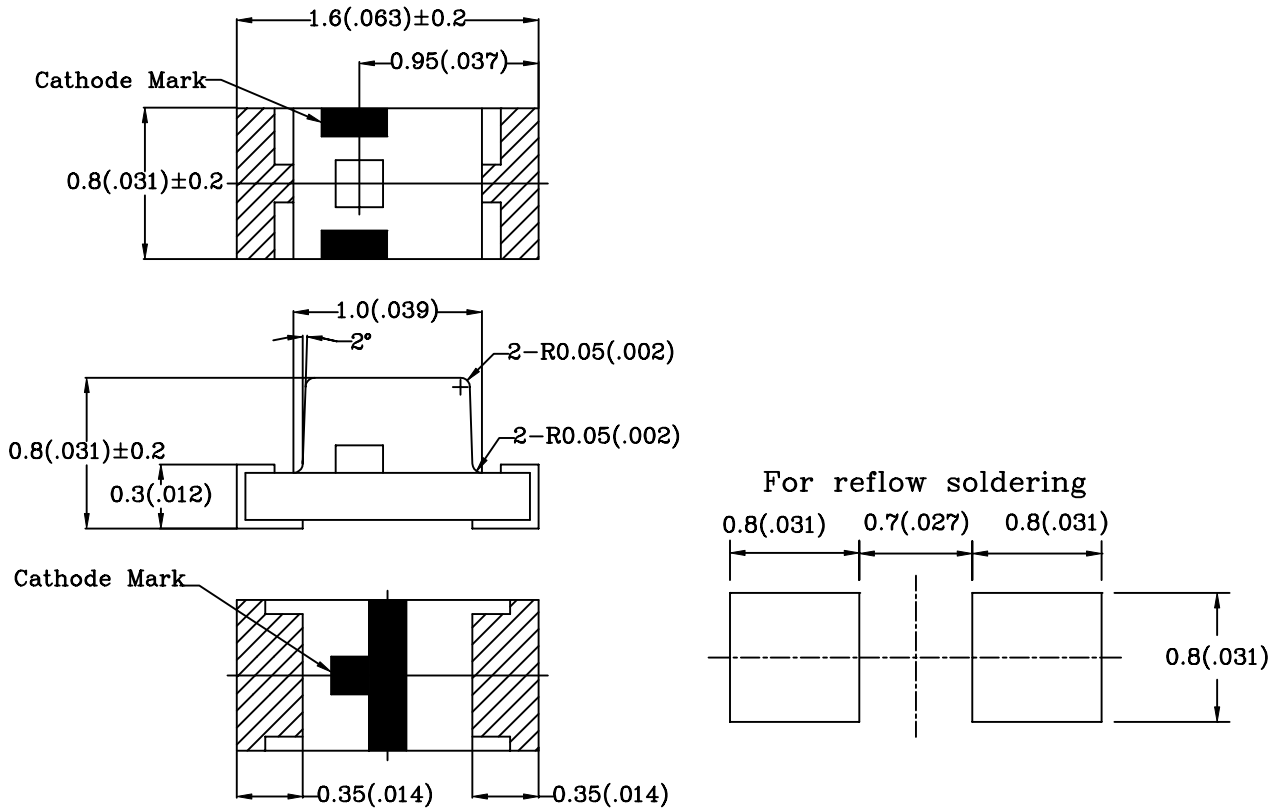 1.6(.063)±0.2
0.95(.037)
Cathode Mark
0.8(.031)±0.2
1.0(.039)
2°
2-R0.05(.002)
2-R0.05(.002)
0.8(.031)±0.2
0.3(.012)
For reflow soldering
0.8(.031)
0.7(.027)
0.8(.031)
0.8(.031)
Cathode Mark
0.35(.014)
0.35(.014)